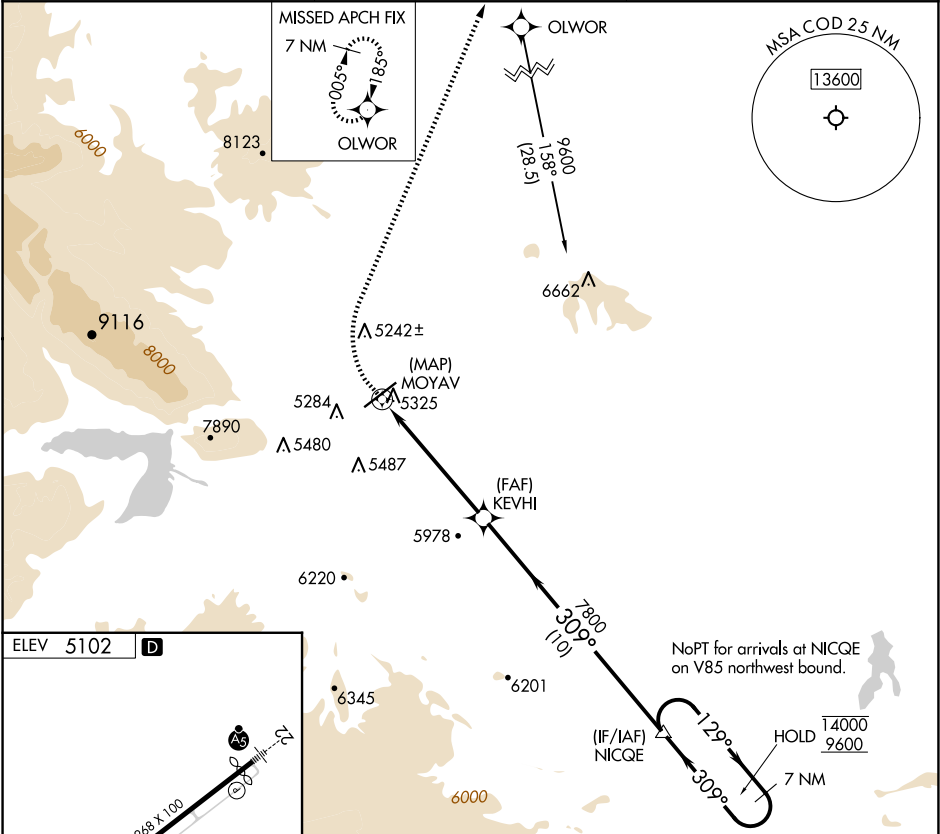 MISSED APCH FIX
7 NM
005°
185°
OLWOR
OLWOR
9600
158°
(28.5)
MSA COD 25 NM
13600
6000
8123
6662
9116
8000
5242±
(MAP)
MOYAV
5325
5284
7890
5480
5487
(FAF)
KEVHI
5978
6220
7800
309°
(10)
NoPT for arrivals at NICQE
on V85 northwest bound.
ELEV 5102 D
6345
6201
(IF/IAF)
NICQE
129°
309°
HOLD 14000
9600
7 NM
A5
22
P
68 X 100
6000